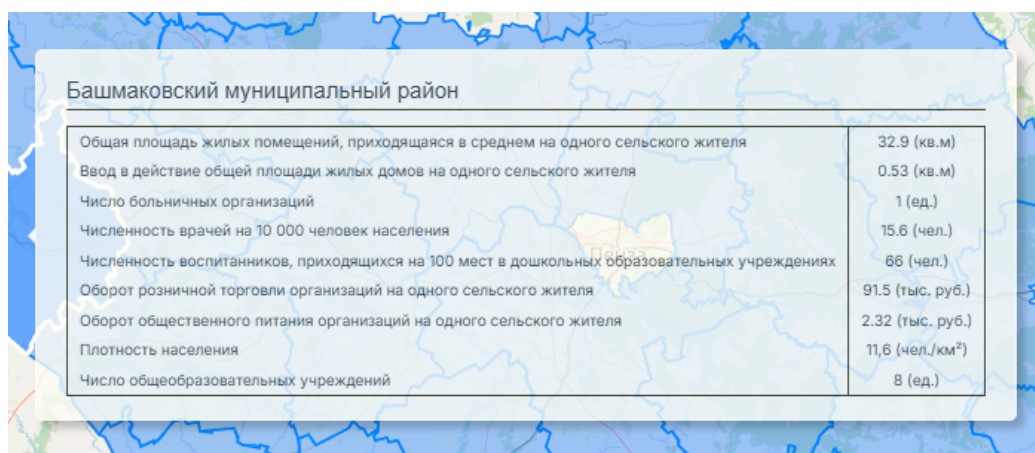 Башмаковский муниципальный район
Общая площадь жилых помещений, приходящаяся в среднем на одного сельского жителя 32.9 (кв.м)
Ввод в действие общей площади жилых домов на одного сельского жителя 0.53 (кв.м)
Число больничных организаций 1 (ед.)
Численность врачей на 10 000 человек населения 15.6 (чел.)
Пенза
Численность воспитанников, приходящихся на 100 мест в дошкольных образовательных учреждениях 66 (чел.)
Оборот розничной торговли организаций на одного сельского жителя 91.5 (тыс. руб.)
Оборот общественного питания организаций на одного сельского жителя 2.32 (тыс. руб.)
Плотность населения 11,6 (чел./км²)
Число общеобразовательных учреждений 8 (ед.)